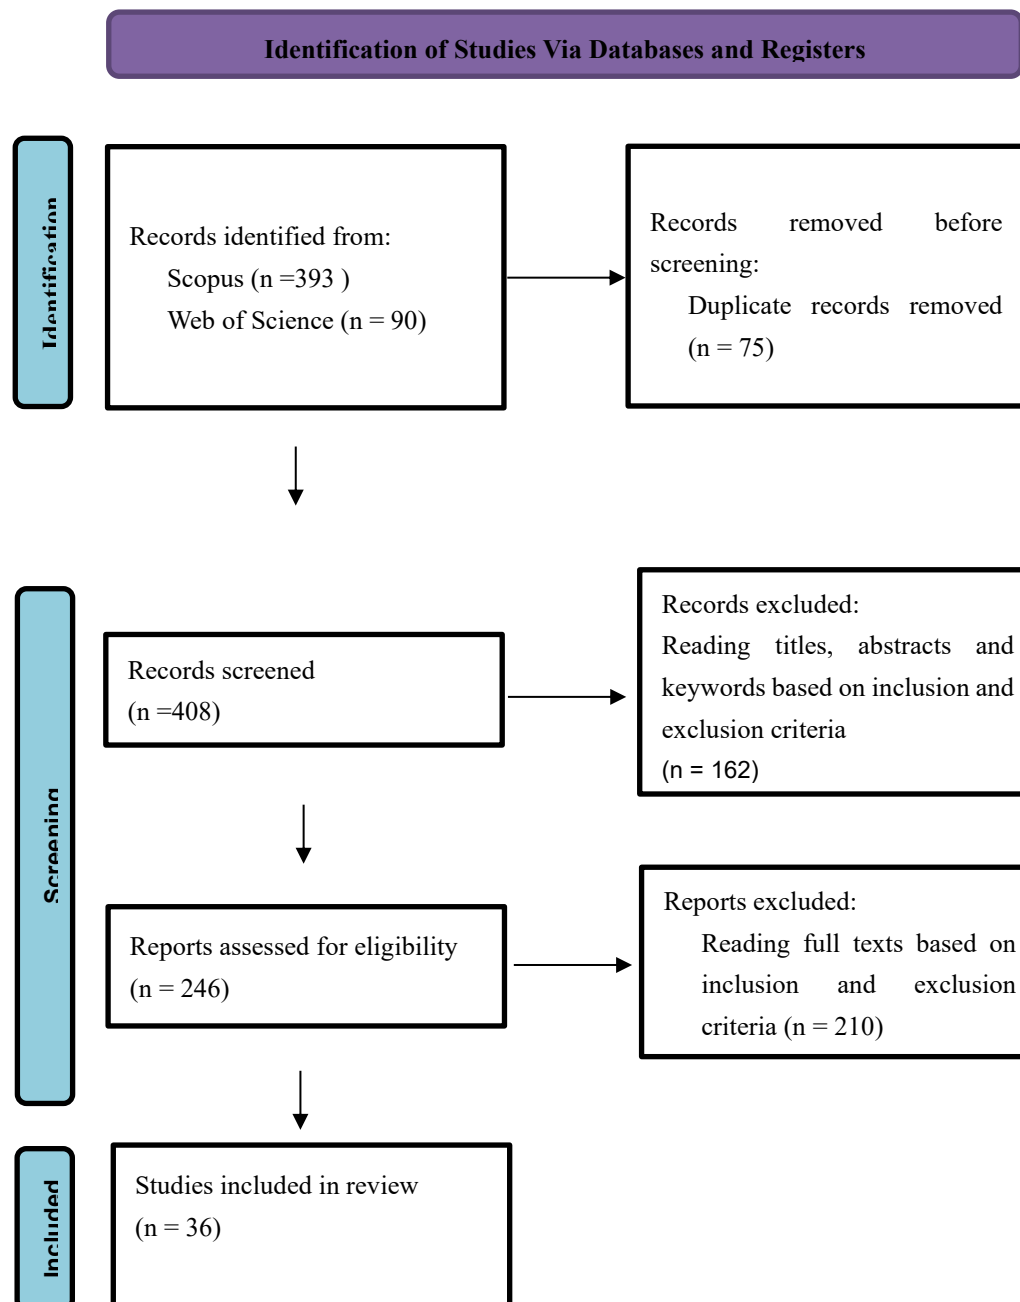 Identification of Studies Via Databases and Registers
Identification
Records identified from:
Scopus (n =393 )
Web of Science (n = 90)
Records removed before
screening:
Duplicate records removed
(n = 75)
Screening
Records screened
(n =408)
Records excluded:
Reading titles, abstracts and
keywords based on inclusion and
exclusion criteria
(n = 162)
Reports assessed for eligibility
(n = 246)
Reports excluded:
Reading full texts based on
inclusion and exclusion
criteria (n = 210)
Included
Studies included in review
(n = 36)